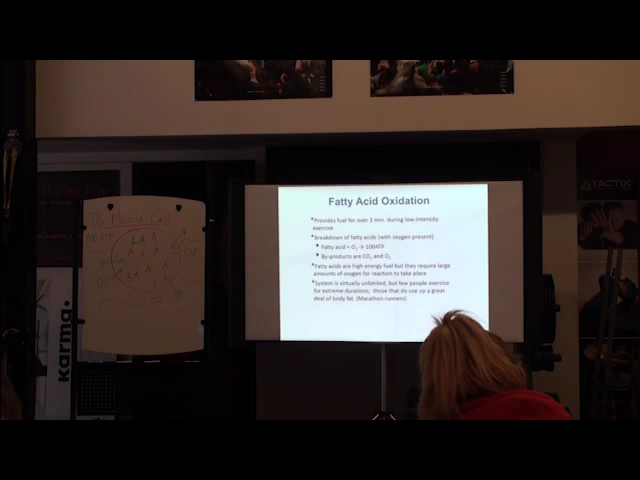 Fatty Acid Oxidation
•Provides fuel for over 2 min. during low-intensity
exercise
•Breakdown of fatty acids (with oxygen present)
• Fatty acid + O2 → 100ATP
• By-products are CO2 and O2
•Fatty acids are high energy fuel but they require large
amounts of oxygen for reaction to take place
•System is virtually unlimited, but few people exercise
for extreme durations; those that do use up a great
deal of body fat. (Marathon runners)
The Muscle Cell
LA A
A A A
LA
O2
O2
karma.
TACTIX